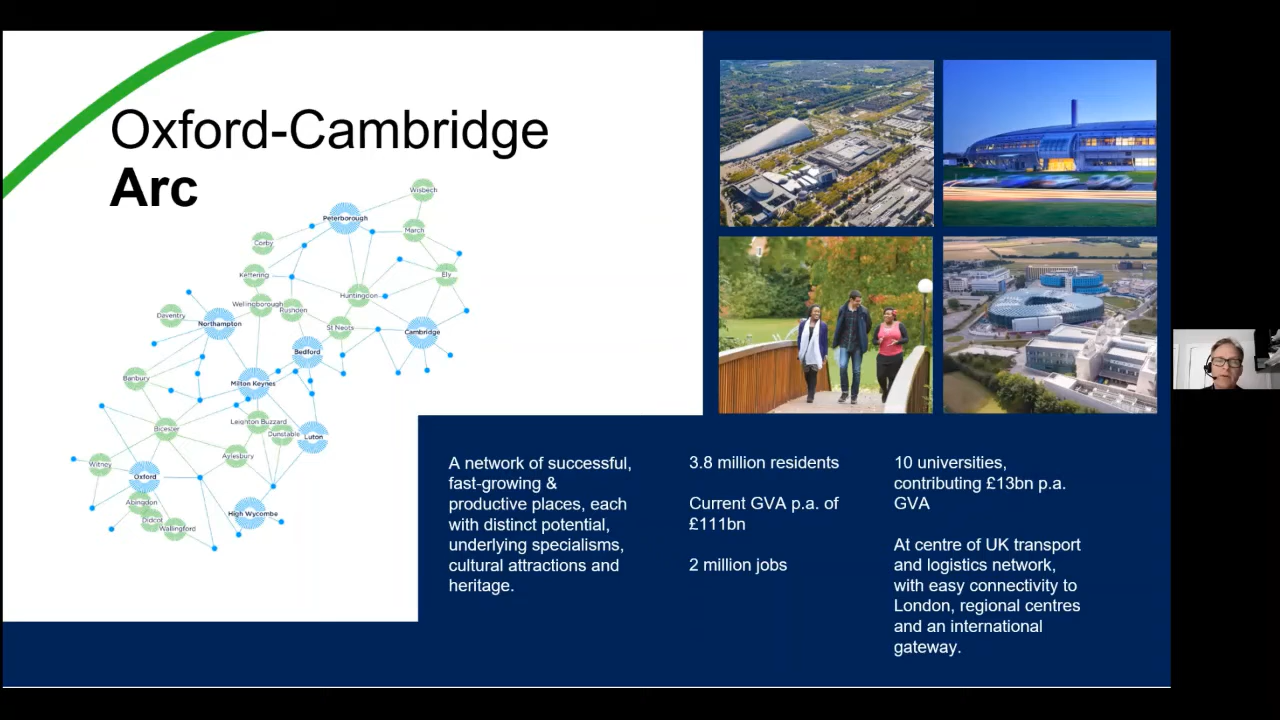 Oxford-Cambridge
Arc
Wisbech
Peterborough
March
Corby
Kettering
Ely
Huntingdon
Wellingborough
Rushden
Daventry
Northampton
St Neots
Cambridge
Bedford
Banbury
Milton Keynes
Leighton Buzzard
Bicester
Dunstable
Luton
Aylesbury
Witney
Oxford
Abingdon
High Wycombe
Didcot
Wallingford
A network of successful,
fast-growing &
productive places, each
with distinct potential,
underlying specialisms,
cultural attractions and
heritage.
3.8 million residents
Current GVA p.a. of
£111bn
2 million jobs
10 universities,
contributing £13bn p.a.
GVA
At centre of UK transport
and logistics network,
with easy connectivity to
London, regional centres
and an international
gateway.